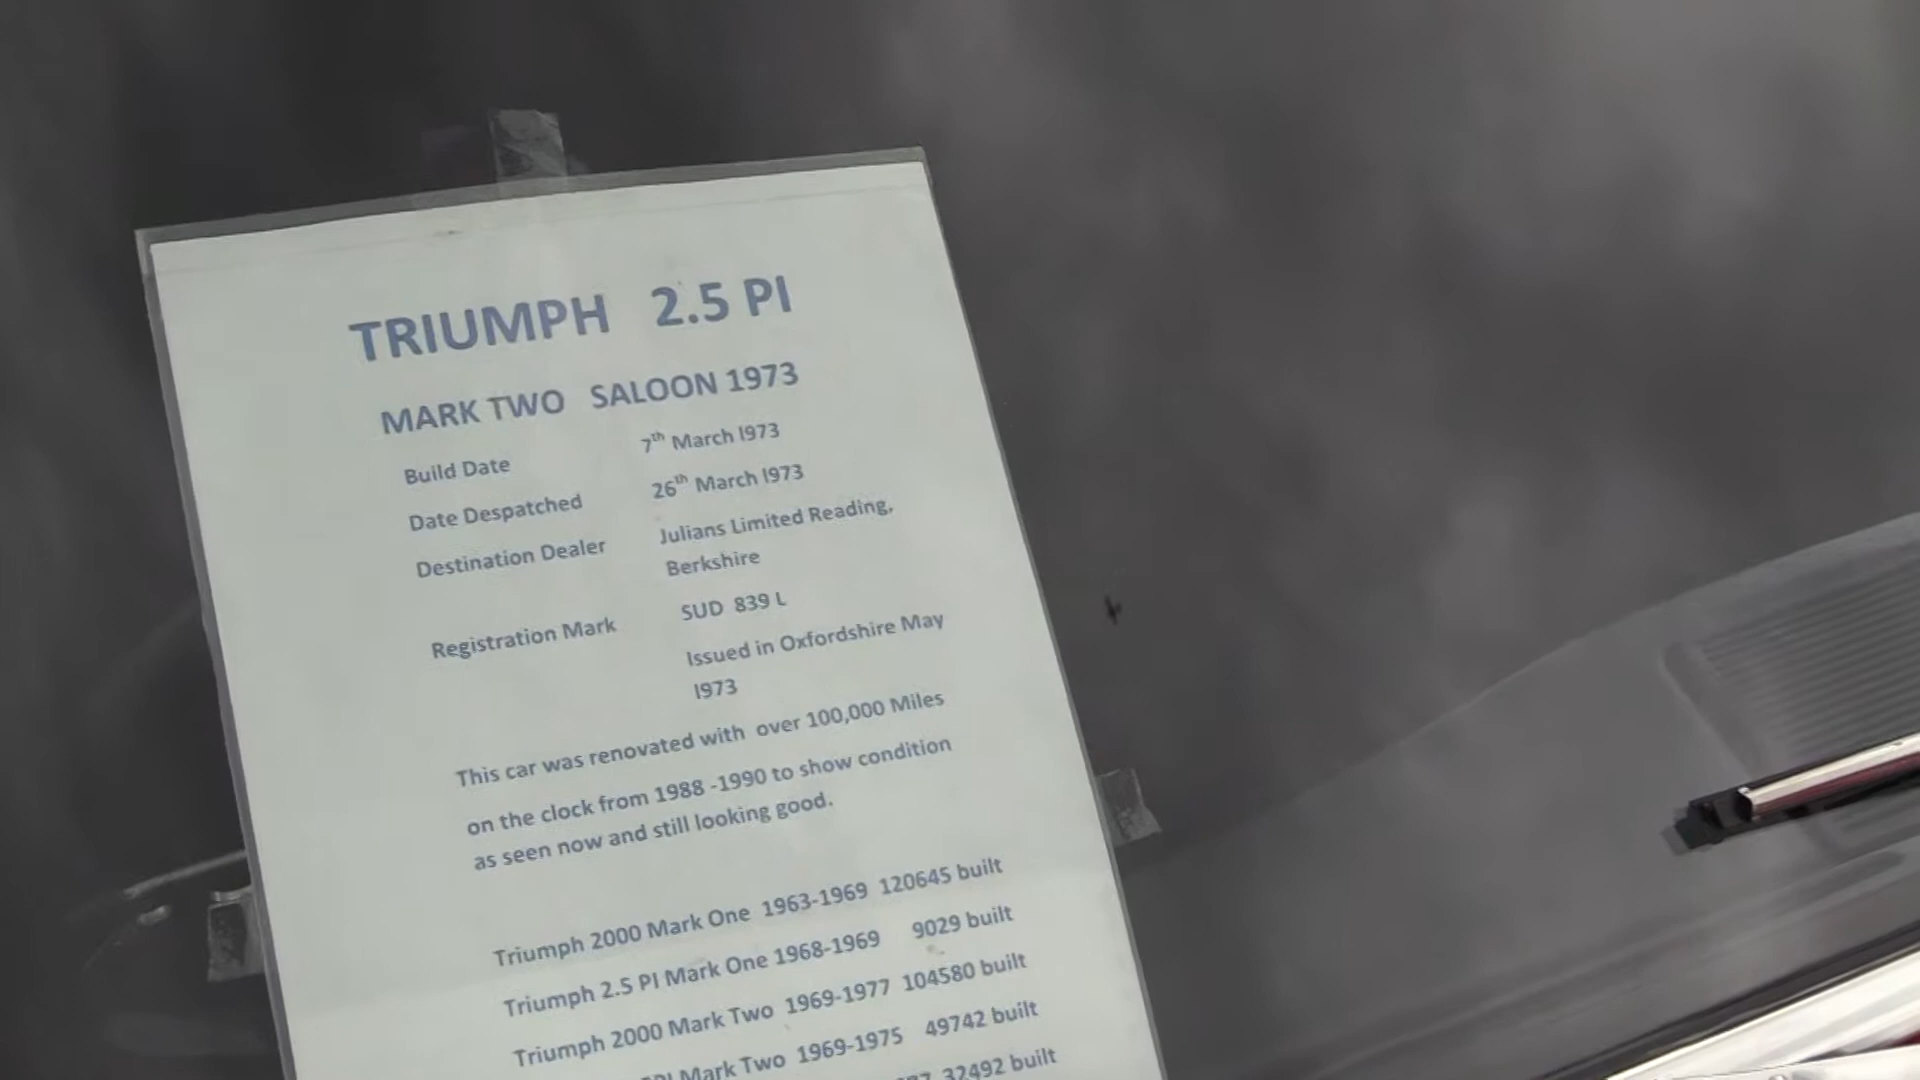 TRIUMPH 2.5 PI
MARK TWO SALOON 1973
Build Date 7th March I973
Date Despatched 26th March I973
Destination Dealer Julians Limited Reading,
Berkshire
Registration Mark SUD 839 L
Issued in Oxfordshire May
I973
This car was renovated with over 100,000 Miles
on the clock from 1988 -1990 to show condition
as seen now and still looking good.
Triumph 2000 Mark One 1963-1969 120645 built
Triumph 2.5 PI Mark One 1968-1969 9029 built
Triumph 2000 Mark Two 1969-1977 104580 built
PI Mark Two 1969-1975 49742 built
32492 built